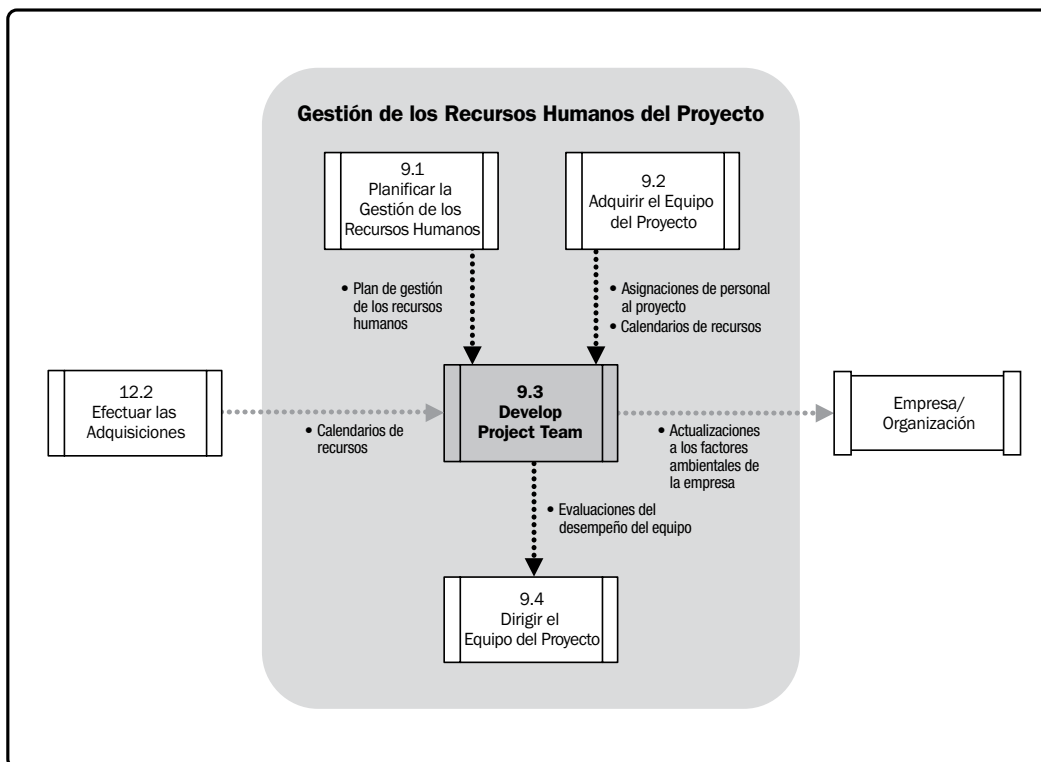 Gestión de los Recursos Humanos del Proyecto
9.1
Planificar la
Gestión de los
Recursos Humanos
9.2
Adquirir el Equipo
del Proyecto
• Plan de gestión
de los recursos
humanos
• Asignaciones de personal
al proyecto
• Calendarios de recursos
12.2
Efectuar las
Adquisiciones
• Calendarios de
recursos
9.3
Develop
Project Team
• Actualizaciones
a los factores
ambientales de
la empresa
Empresa/
Organización
• Evaluaciones del
desempeño del equipo
9.4
Dirigir el
Equipo del Proyecto